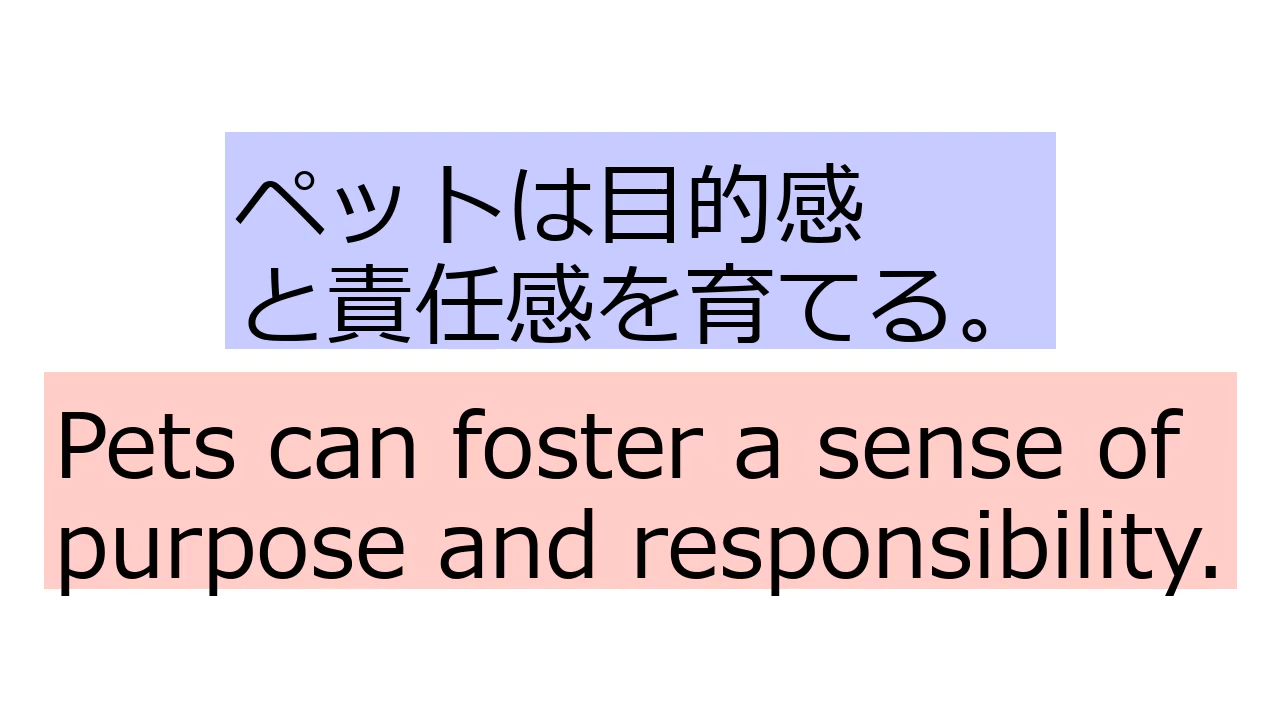 ペットは目的感
と責任感を育てる。
Pets can foster a sense of
purpose and responsibility.